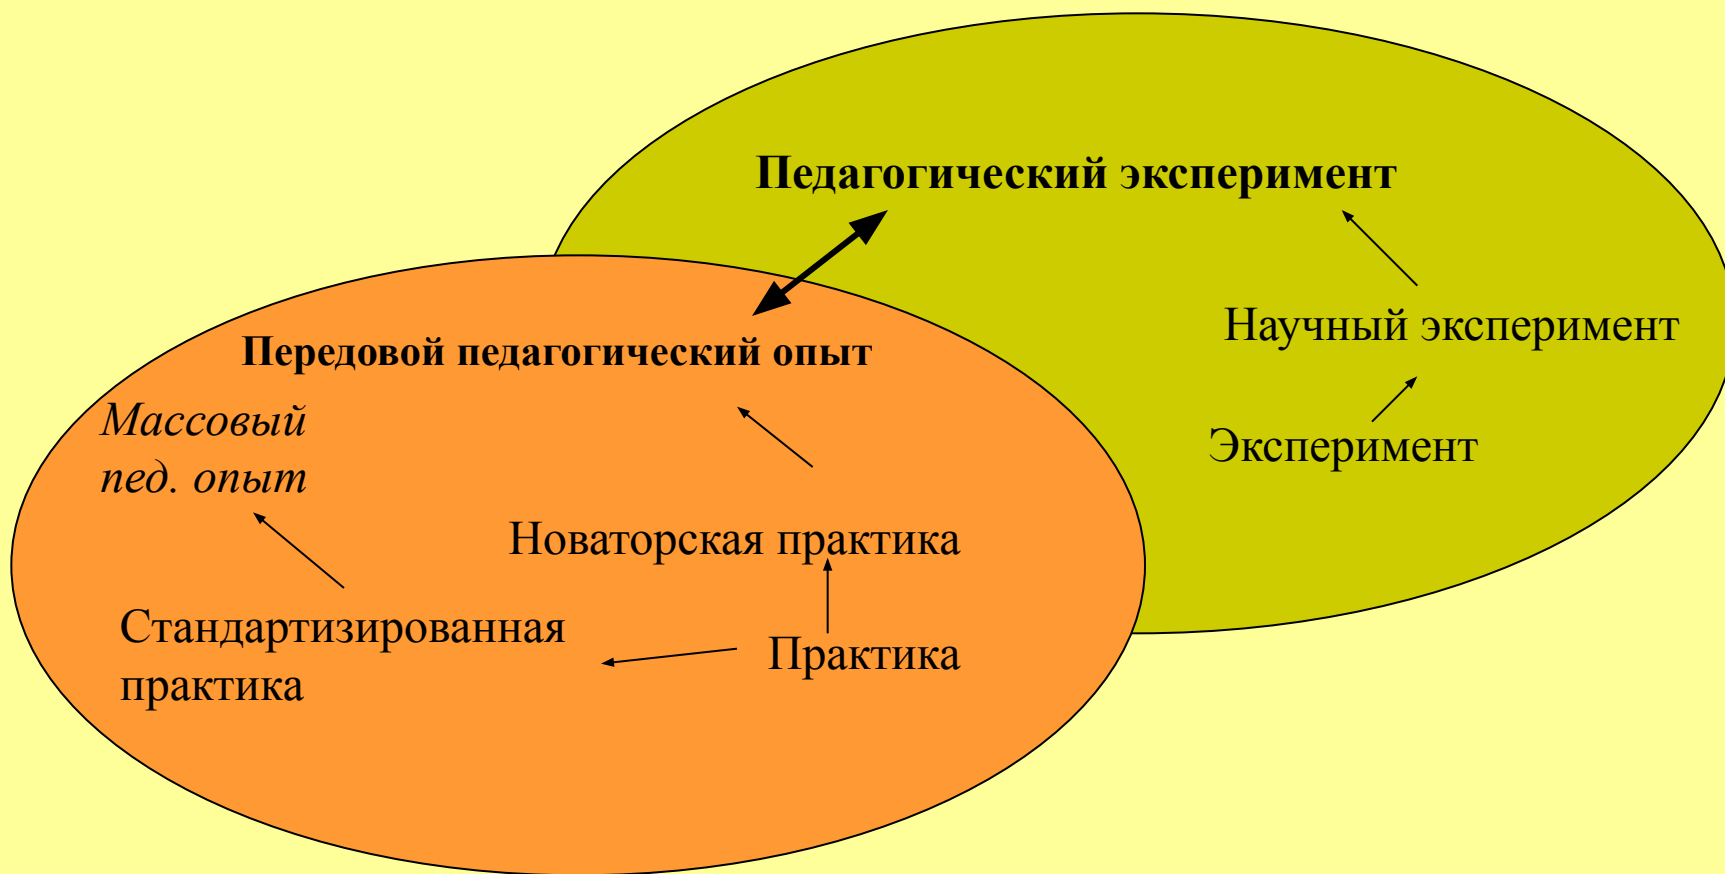 Педагогический эксперимент
Научный эксперимент
Передовой педагогический опыт
Массовый
пед. опыт
Эксперимент
Новаторская практика
Стандартизированная
практика
Практика